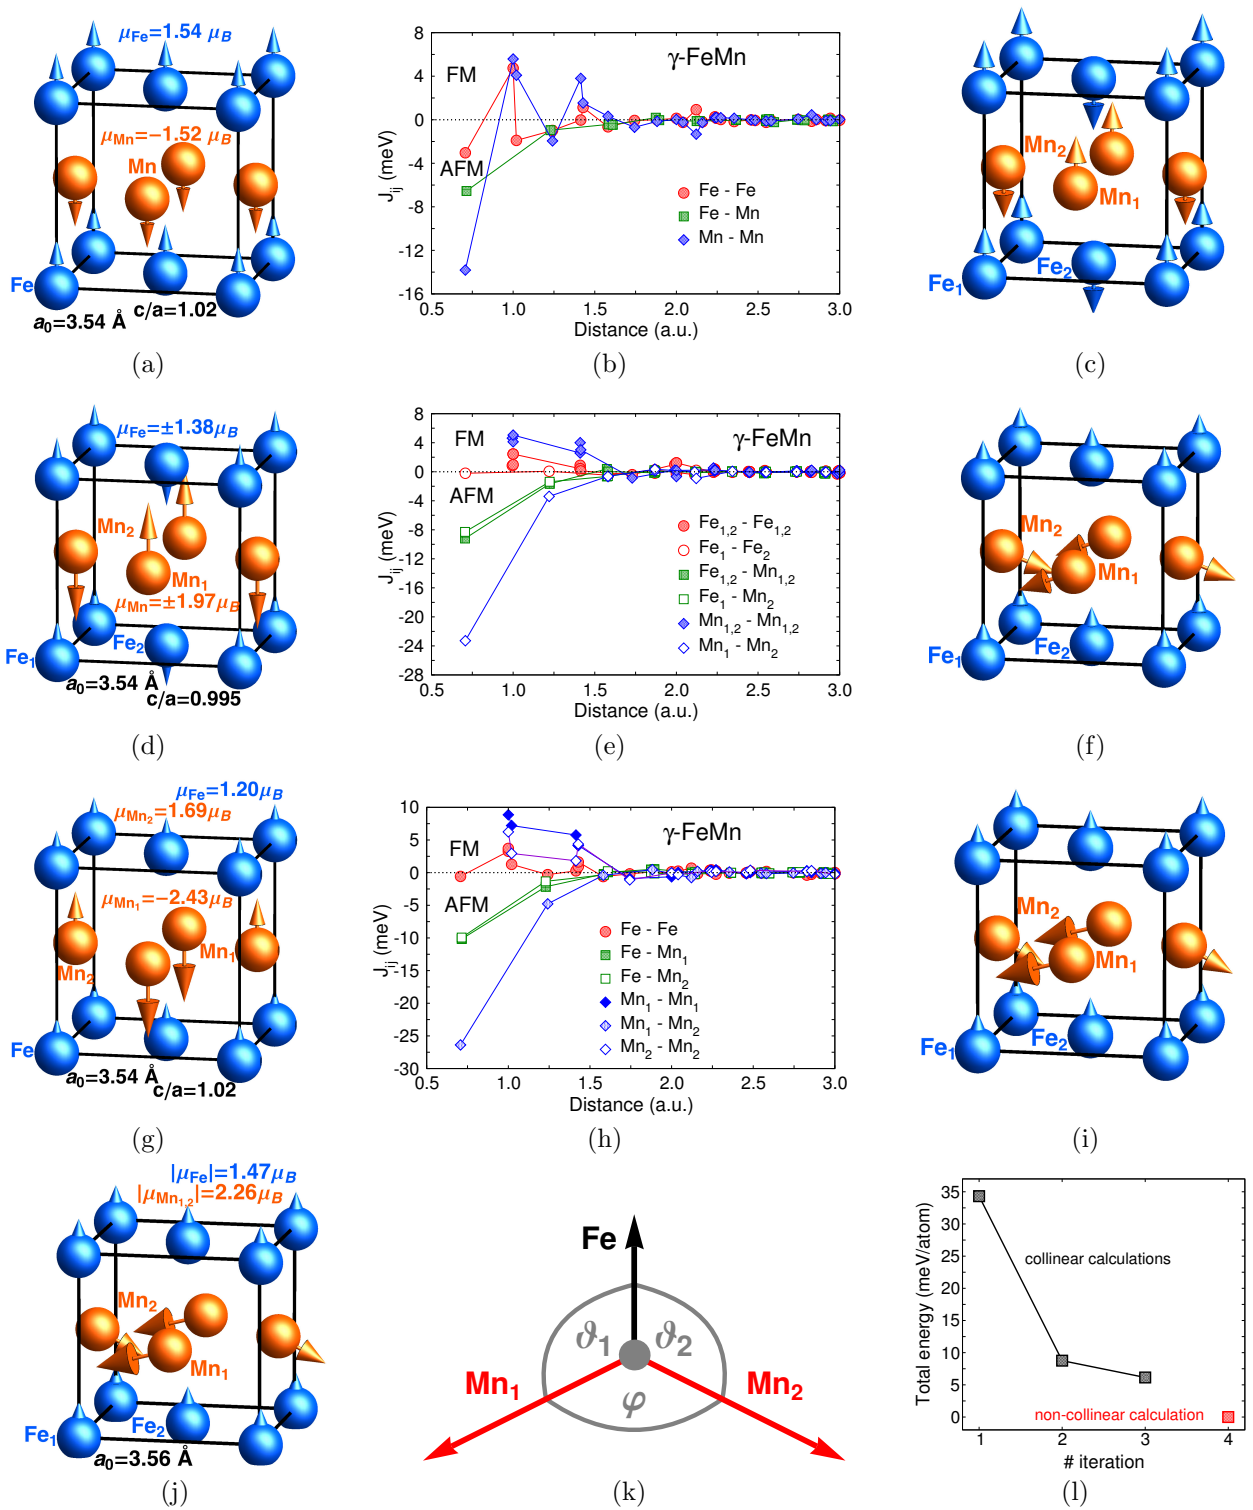 μFe=1.54 μB
μMn=−1.52 μB
Mn
Fe
a0=3.54 Å
c/a=1.02
(a)
γ-FeMn
FM
AFM
Jij (meV)
8
4
0
-4
-8
-12
-16
Fe - Fe
Fe - Mn
Mn - Mn
0.5 1.0 1.5 2.0 2.5 3.0
Distance (a.u.)
(b)
Mn2
Mn1
Fe2
Fe1
(c)
μFe=±1.38μB
Mn2
Mn1
μMn=±1.97μB
Fe2
Fe1
a0=3.54 Å
c/a=0.995
(d)
γ-FeMn
FM
AFM
Jij (meV)
8
4
0
-4
-8
-12
-16
-20
-24
-28
Fe1,2 - Fe1,2
Fe1 - Fe2
Fe1,2 - Mn1,2
Fe1 - Mn2
Mn1,2 - Mn1,2
Mn1 - Mn2
0.5 1.0 1.5 2.0 2.5 3.0
Distance (a.u.)
(e)
Mn2
Mn1
Fe2
Fe1
(f)
μFe=1.20μB
μMn2=1.69μB
μMn1=−2.43μB
Mn1
Mn2
Fe
a0=3.54 Å
c/a=1.02
(g)
γ-FeMn
FM
AFM
Jij (meV)
10
5
0
-5
-10
-15
-20
-25
-30
Fe - Fe
Fe - Mn1
Fe - Mn2
Mn1 - Mn1
Mn1 - Mn2
Mn2 - Mn2
0.5 1.0 1.5 2.0 2.5 3.0
Distance (a.u.)
(h)
Mn2
Mn1
Fe2
Fe1
(i)
|μFe|=1.47μB
|μMn1,2|=2.26μB
Mn2
Mn1
Fe2
Fe1
a0=3.56 Å
(j)
Fe
ϑ1 ϑ2
Mn1 Mn2
φ
(k)
Total energy (meV/atom)
35
30
25
20
15
10
5
0
collinear calculations
non-collinear calculation
1 2 3 4
# iteration
(l)